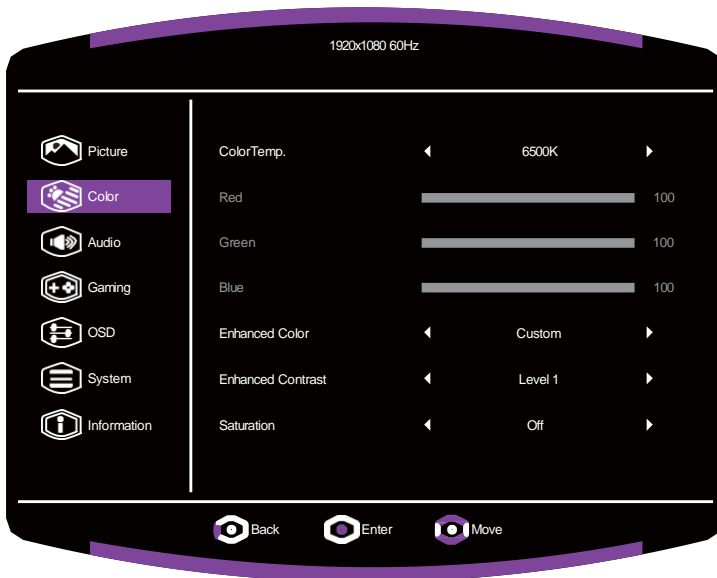 1920x1080 60Hz
Picture
Color
Audio
Gaming
OSD
System
Information
ColorTemp. 6500K
Red 100
Green 100
Blue 100
Enhanced Color Custom
Enhanced Contrast Level 1
Saturation Off
Back Enter Move